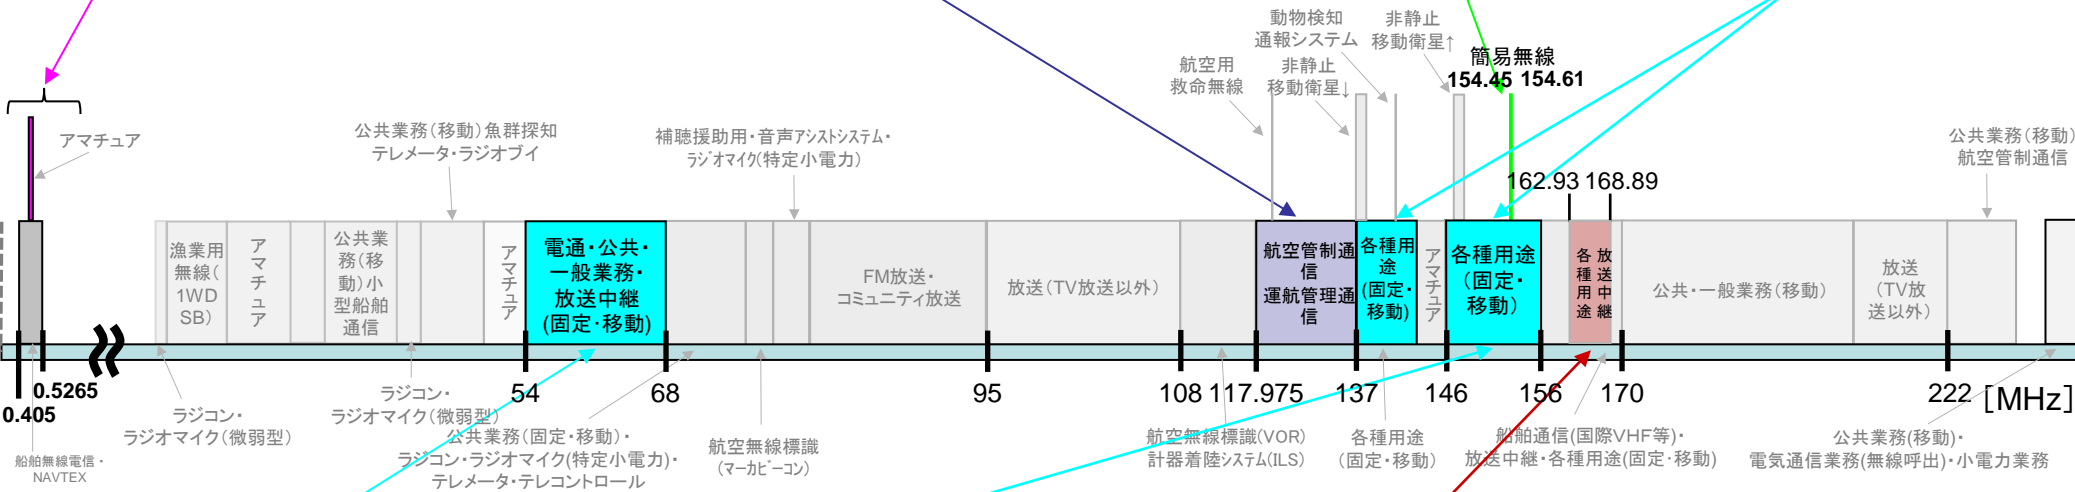 動物検知
通報システム
非静止
移動衛星↑
簡易無線
154.45 154.61
航空用
救命無線
非静止
移動衛星↓
アマチュア
公共業務(移動)魚群探知
テレメータ・ラジオブイ
補聴援助用・音声アシストシステム・
ラジオマイク(特定小電力)
公共業務(移動)
航空管制通信
162.93 168.89
漁業用
無線(
1WD
SB)
アマチュア
公共業
務(移
動)小
型船舶
通信
アマチュア
電通・公共・
一般業務・
放送中継
(固定・移動)
FM放送・
コミュニティ放送
放送(TV放送以外)
航空管制通
信
運航管理通
信
各種用
途
(固定・
移動)
アマチュア
各種用途
(固定・
移動)
各種用途
放送中継
公共・一般業務(移動)
放送
(TV放
送以外)
0.5265
0.405
54
68
95
108
117.975
137
146
156
170
222
[MHz]
ラジコン・
ラジオマイク(微弱型)
ラジコン・
ラジオマイク(微弱型)
船舶無線電信・
NAVTEX
公共業務(固定・移動)・
ラジコン・ラジオマイク(特定小電力)・
テレメータ・テレコントロール
航空無線標識
(マーカビーコン)
航空無線標識(VOR)
計器着陸システム(ILS)
各種用途
(固定・移動)
船舶通信(国際VHF等)・
放送中継・各種用途(固定・移動)
公共業務(移動)・
電気通信業務(無線呼出)・小電力業務